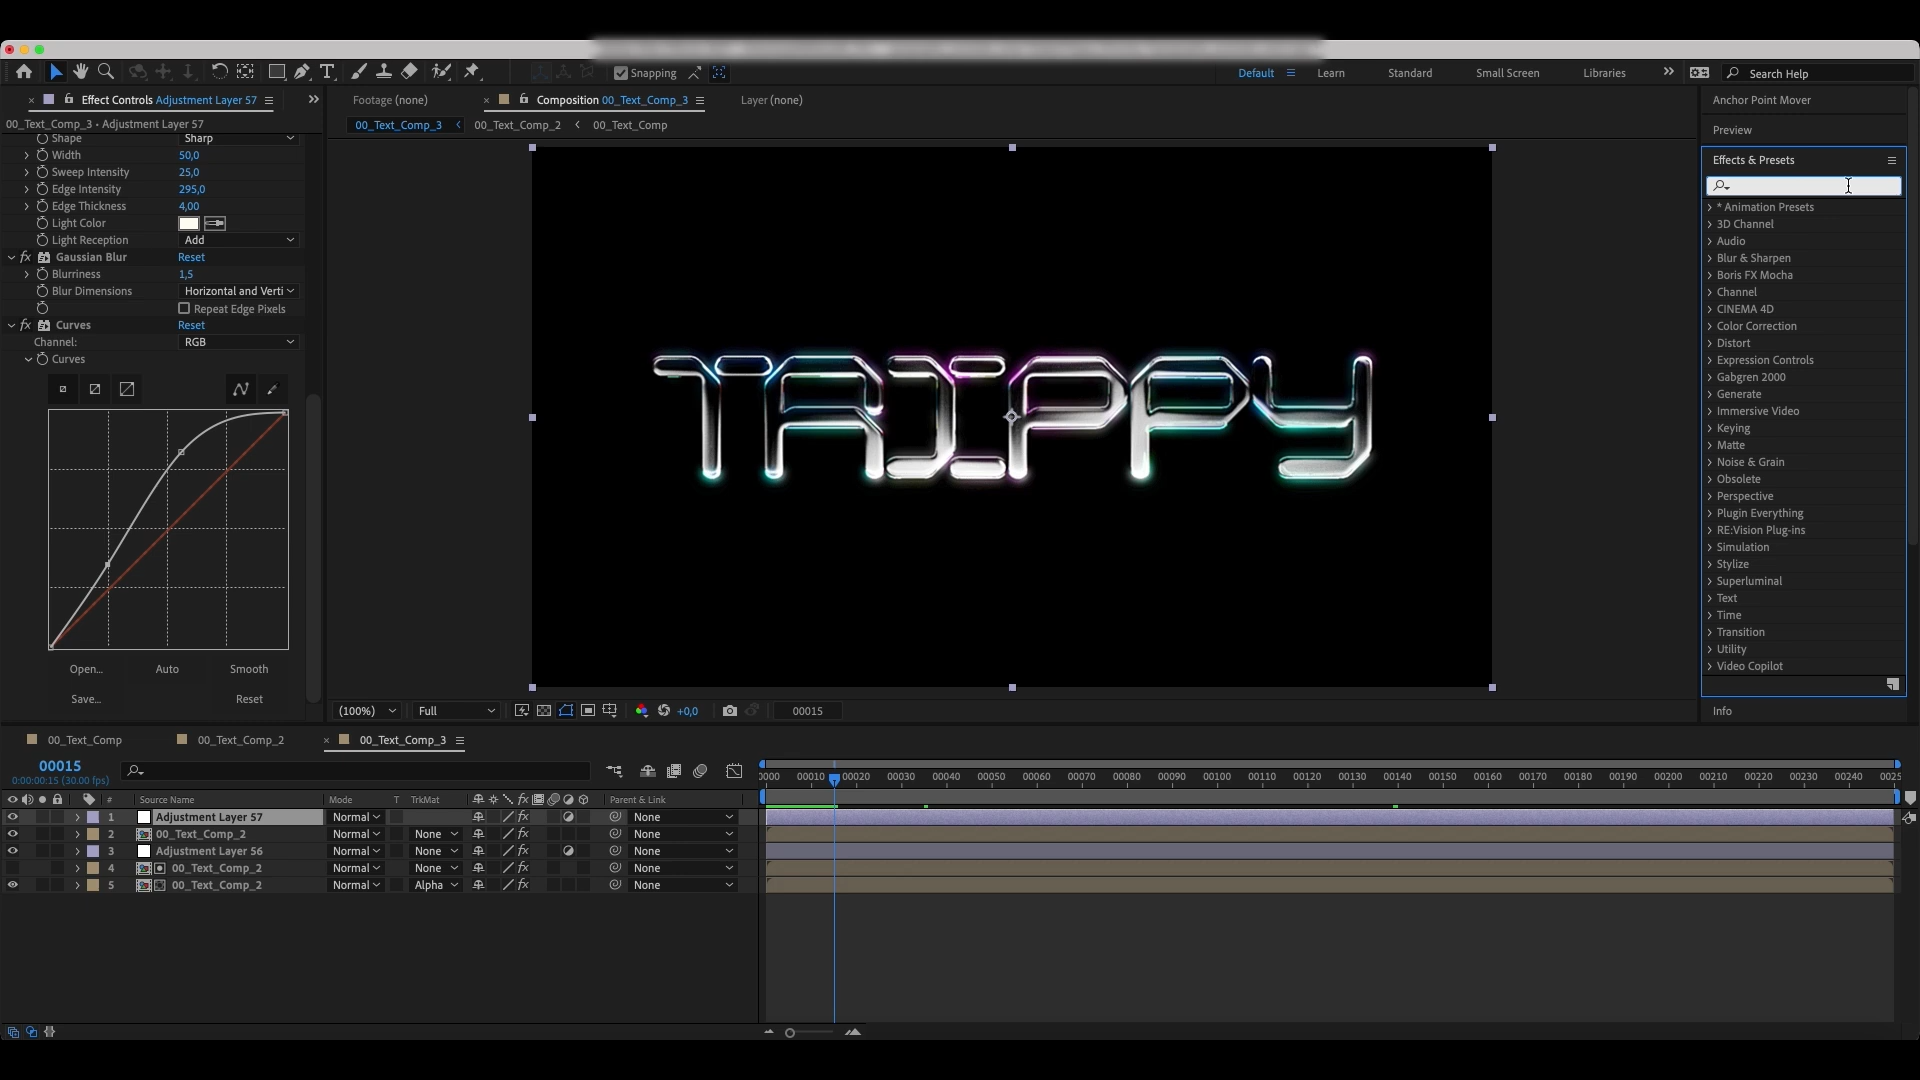 Snapping
Default
Learn
Standard
Small Screen
Libraries
Search Help
Effect Controls Adjustment Layer 57
Footage (none)
Composition 00_Text_Comp_3
Layer (none)
Anchor Point Mover
00_Text_Comp_3 • Adjustment Layer 57
00_Text_Comp_3
00_Text_Comp_2
00_Text_Comp
Preview
Shape Sharp
Width 50,0
Sweep Intensity 25,0
Edge Intensity 295,0
Edge Thickness 4,00
Light Color
Light Reception Add
fx Gaussian Blur Reset
Blurriness 1,5
Blur Dimensions Horizontal and Verti
Repeat Edge Pixels
fx Curves Reset
Channel: RGB
Curves
Open... Auto Smooth
Save... Reset
TRIPPY
Effects & Presets
* Animation Presets
3D Channel
Audio
Blur & Sharpen
Boris FX Mocha
Channel
CINEMA 4D
Color Correction
Distort
Expression Controls
Gabgren 2000
Generate
Immersive Video
Keying
Matte
Noise & Grain
Obsolete
Perspective
Plugin Everything
RE:Vision Plug-ins
Simulation
Stylize
Superluminal
Text
Time
Transition
Utility
Video Copilot
Info
(100%) Full +0,0 00015
00_Text_Comp 00_Text_Comp_2 00_Text_Comp_3
00015
0:00:00:15 (30.00 fps)
0000 00010 00020 00030 00040 00050 00060 00070 00080 00090 00100 00110 00120 00130 00140 00150 00160 00170 00180 00190 00200 00210 00220 00230 00240 0025
# Source Name Mode T TrkMat fx Parent & Link
1 Adjustment Layer 57 Normal None
2 00_Text_Comp_2 Normal None fx None
3 Adjustment Layer 56 Normal None fx None
4 00_Text_Comp_2 Normal None fx None
5 00_Text_Comp_2 Normal Alpha fx None